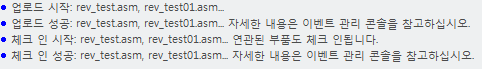 업로드 시작: rev_test.asm, rev_test01.asm...
업로드 성공: rev_test.asm, rev_test01.asm... 자세한 내용은 이벤트 관리 콘솔을 참고하십시오.
체크 인 시작: rev_test.asm, rev_test01.asm... 연관된 부품도 체크 인됩니다.
체크 인 성공: rev_test.asm, rev_test01.asm... 자세한 내용은 이벤트 관리 콘솔을 참고하십시오.